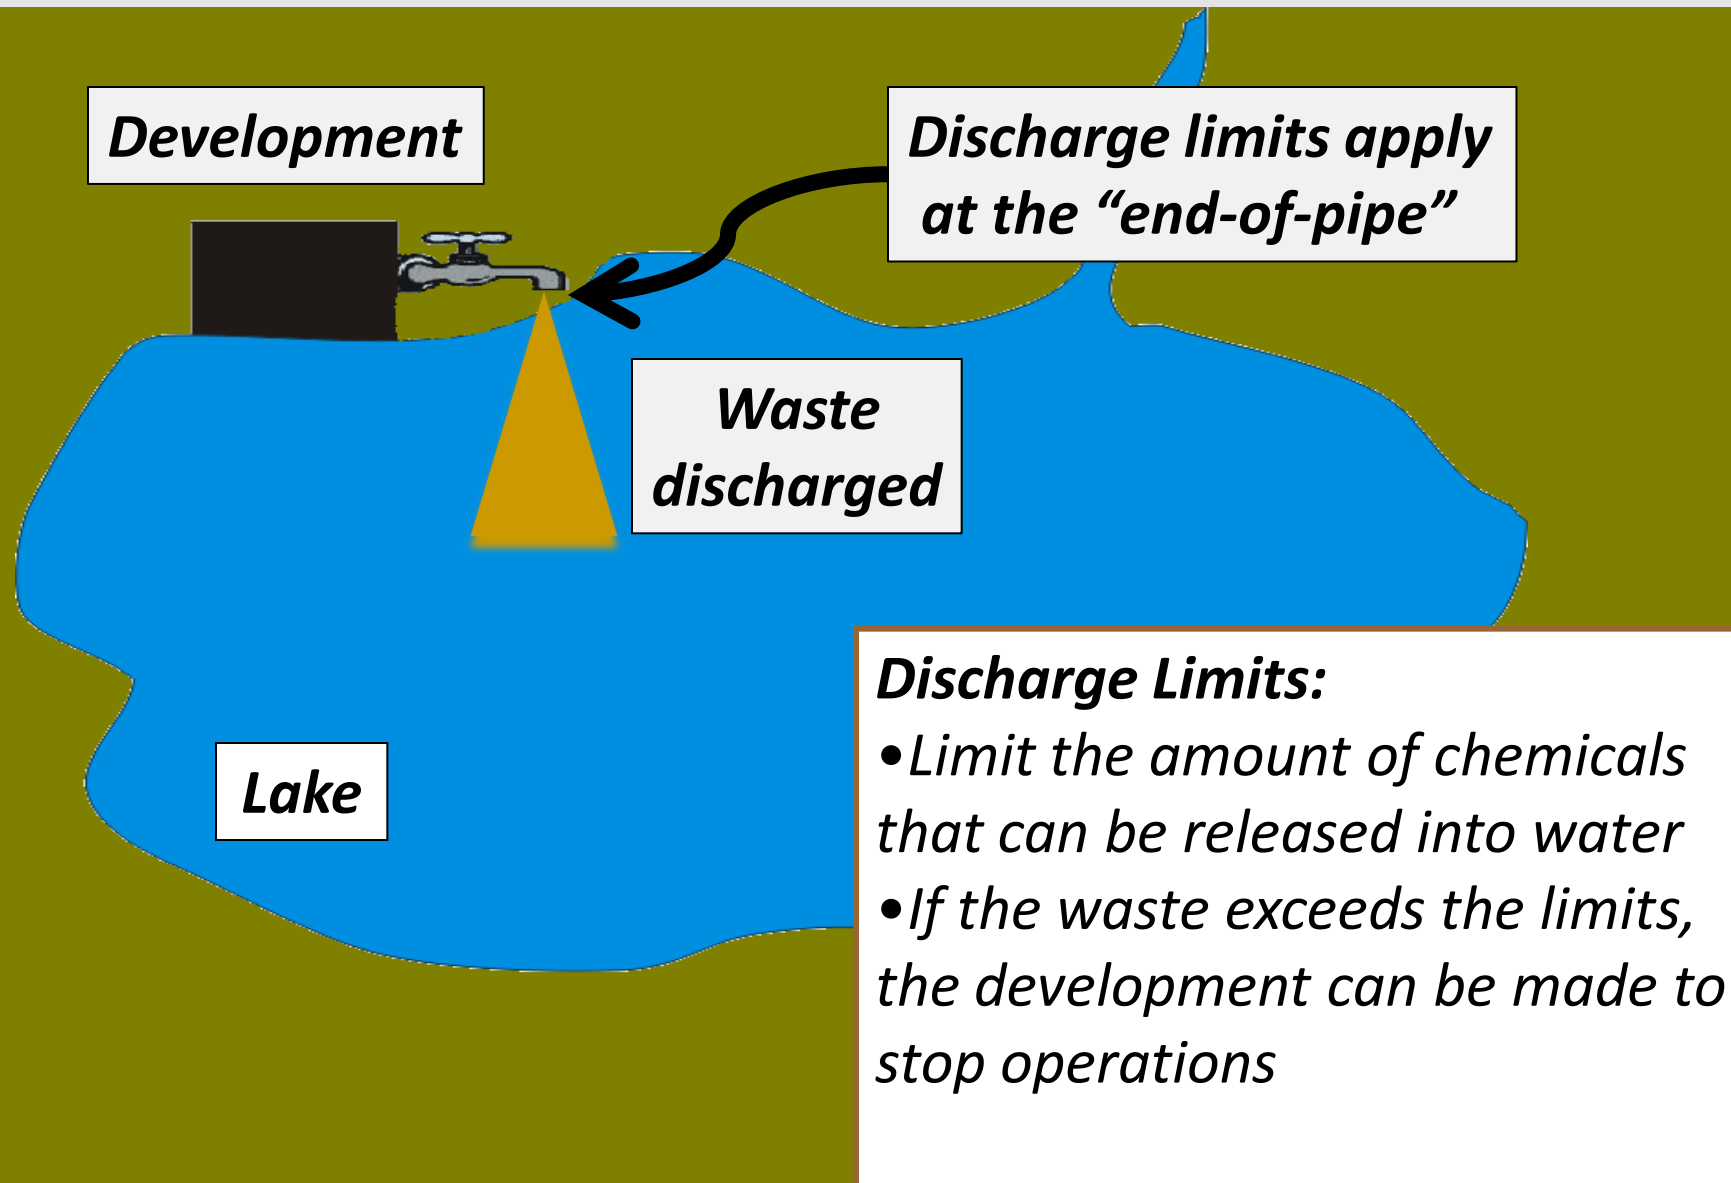 Development
Discharge limits apply
at the “end-of-pipe”
Waste
discharged
Lake
Discharge Limits:
•Limit the amount of chemicals
that can be released into water
•If the waste exceeds the limits,
the development can be made to
stop operations